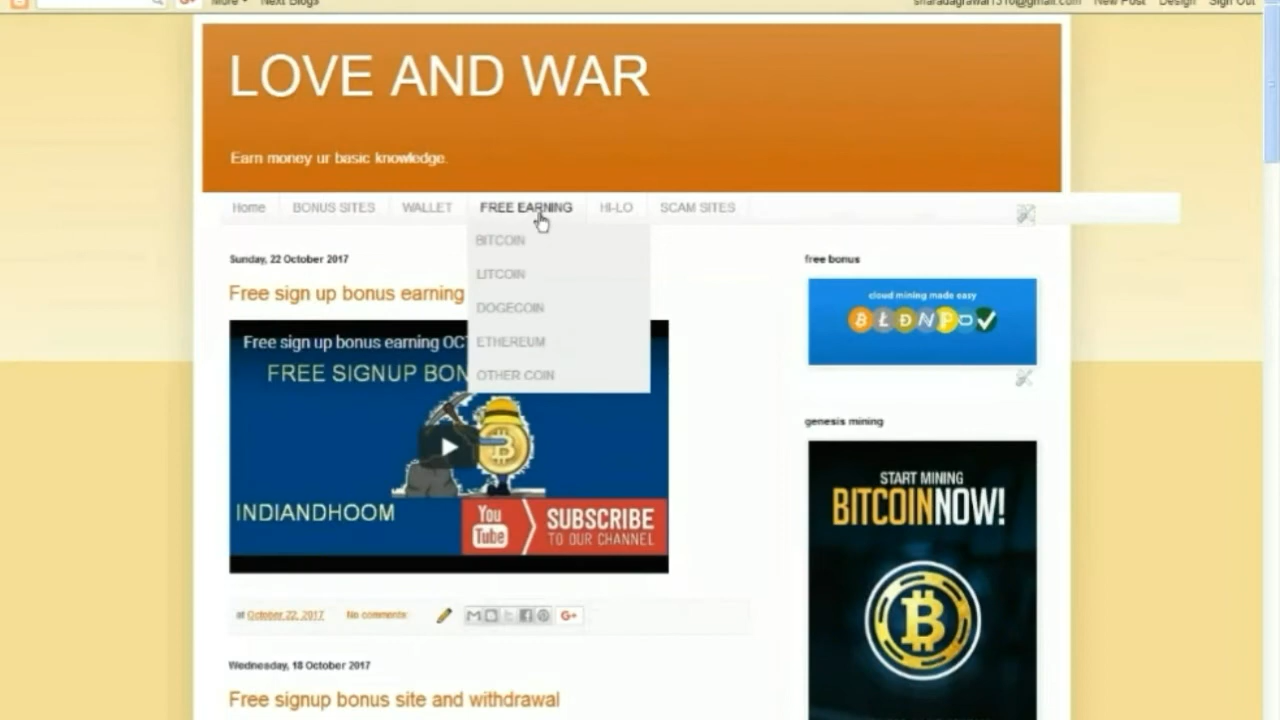 More
Next Blogs
New Post
Design
Sign Out
LOVE AND WAR
Earn money ur basic knowledge.
Home
BONUS SITES
WALLET
FREE EARNING
HI-LO
SCAM SITES
BITCOIN
LITCOIN
DOGECOIN
ETHEREUM
OTHER COIN
Sunday, 22 October 2017
Free sign up bonus earning
Free sign up bonus earning OCT
FREE SIGNUP BON
INDIANDHOOM
You
Tube
SUBSCRIBE
TO OUR CHANNEL
at October 22, 2017
No comments:
G+
Wednesday, 18 October 2017
Free signup bonus site and withdrawal
free bonus
cloud mining made easy
genesis mining
START MINING
BITCOINNOW!